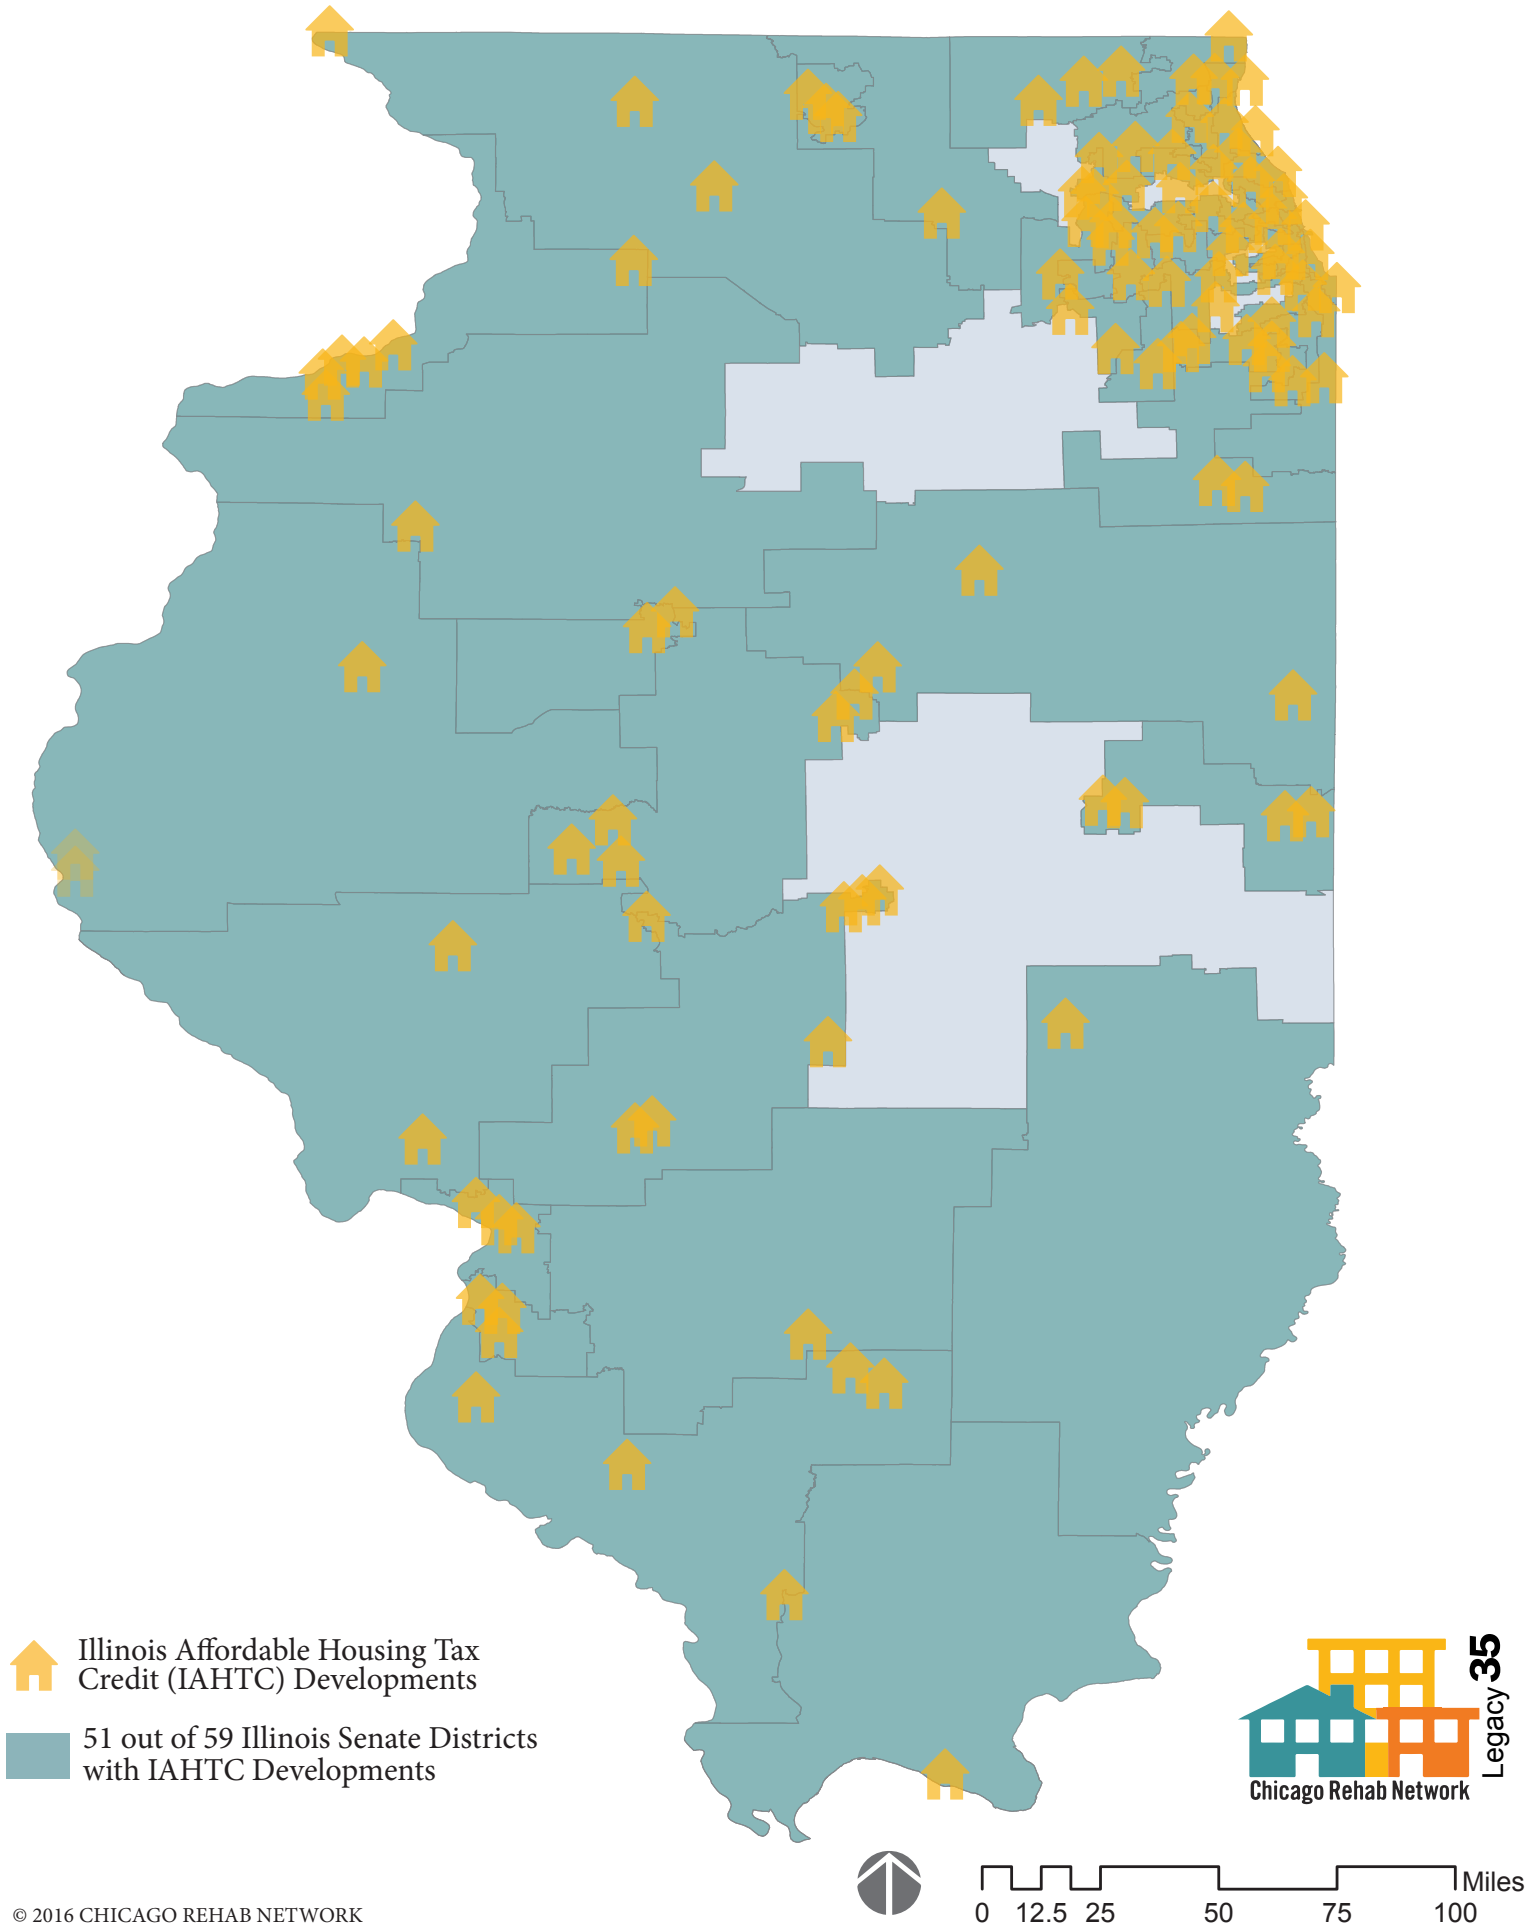 Illinois Affordable Housing Tax
Credit (IAHTC) Developments
51 out of 59 Illinois Senate Districts
with IAHTC Developments
© 2016 CHICAGO REHAB NETWORK
Legacy 35
Chicago Rehab Network
Miles
0 12.5 25 50 75 100